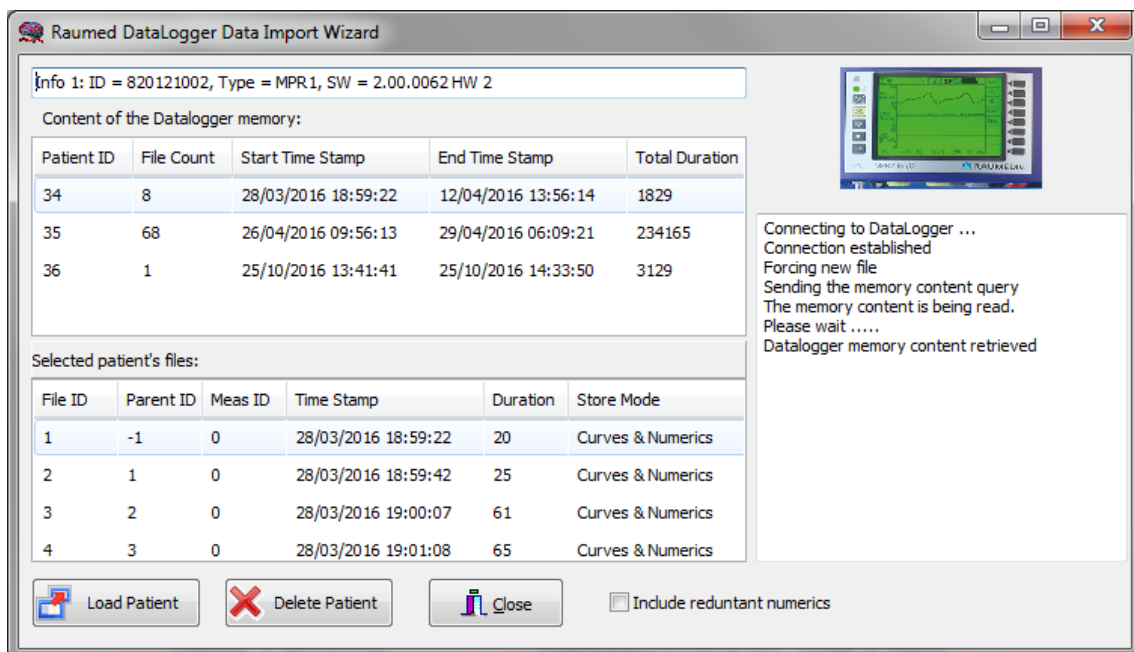 Raumed DataLogger Data Import Wizard
Info 1: ID = 820121002, Type = MPR1, SW = 2.00.0062 HW 2
Content of the Datalogger memory:
Patient ID File Count Start Time Stamp End Time Stamp Total Duration
34 8 28/03/2016 18:59:22 12/04/2016 13:56:14 1829
35 68 26/04/2016 09:56:13 29/04/2016 06:09:21 234165
36 1 25/10/2016 13:41:41 25/10/2016 14:33:50 3129
Selected patient's files:
File ID Parent ID Meas ID Time Stamp Duration Store Mode
1 -1 0 28/03/2016 18:59:22 20 Curves & Numerics
2 1 0 28/03/2016 18:59:42 25 Curves & Numerics
3 2 0 28/03/2016 19:00:07 61 Curves & Numerics
4 3 0 28/03/2016 19:01:08 65 Curves & Numerics
Connecting to DataLogger ...
Connection established
Forcing new file
Sending the memory content query
The memory content is being read.
Please wait .....
Datalogger memory content retrieved
Load Patient Delete Patient Close Include reduntant numerics